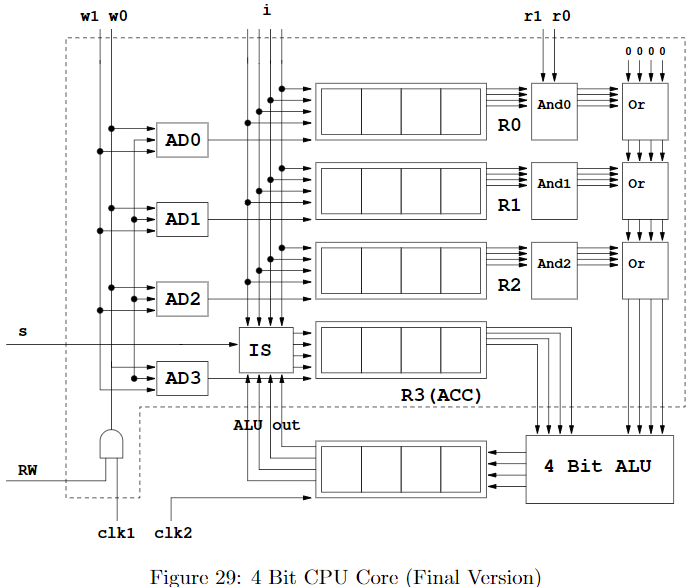 w1 w0 i r1 r0
0 0 0 0
And0 Or
AD0 R0
And1 Or
AD1 R1
And2 Or
AD2 R2
s
IS
AD3
R3(ACC)
ALU out
4 Bit ALU
RW
clk1 clk2
Figure 29: 4 Bit CPU Core (Final Version)